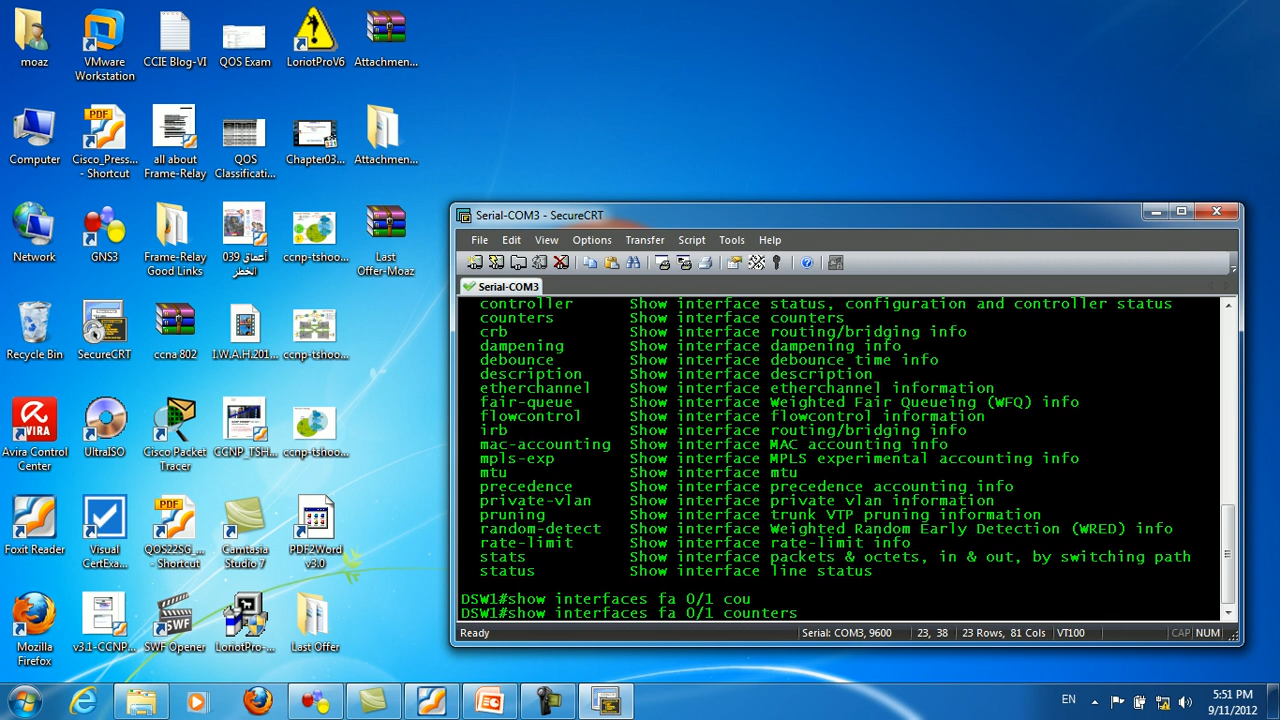 moaz
VMware Workstation
CCIE Blog-VI
QOS Exam
LoriotProV6
Attachmen...
Computer
Cisco_Press... - Shortcut
all about Frame-Relay
QOS Classificati...
Chapter03...
Attachmen...
Network
GNS3
Frame-Relay Good Links
039 أعماق الخطر
ccnp-tshoo...
Last Offer-Moaz
Recycle Bin
SecureCRT
ccna 802
I.W.A.H.201...
ccnp-tshoo...
Avira Control Center
UltraISO
Cisco Packet Tracer
CCNP_TSH...
ccnp-tshoo...
Foxit Reader
Visual CertExa...
QOS22SG_... - Shortcut
Camtasia Studio 7
PDF2Word v3.0
Mozilla Firefox
v3.1-CCNP...
SWF Opener
LoriotPro-...
Last Offer
Serial-COM3 - SecureCRT
File Edit View Options Transfer Script Tools Help
Serial-COM3
controller Show interface status, configuration and controller status
counters Show interface counters
crb Show interface routing/bridging info
dampening Show interface dampening info
debounce Show interface debounce time info
description Show interface description
etherchannel Show interface etherchannel information
fair-queue Show interface Weighted Fair Queueing (WFQ) info
flowcontrol Show interface flowcontrol information
irb Show interface routing/bridging info
mac-accounting Show interface MAC accounting info
mpls-exp Show interface MPLS experimental accounting info
mtu Show interface mtu
precedence Show interface precedence accounting info
private-vlan Show interface private vlan information
pruning Show interface trunk VTP pruning information
random-detect Show interface Weighted Random Early Detection (WRED) info
rate-limit Show interface rate-limit info
stats Show interface packets & octets, in & out, by switching path
status Show interface line status
DSW1#show interfaces fa 0/1 cou
DSW1#show interfaces fa 0/1 counters
Ready Serial: COM3, 9600 23, 38 23 Rows, 81 Cols VT100 CAP NUM
EN
5:51 PM
9/11/2012